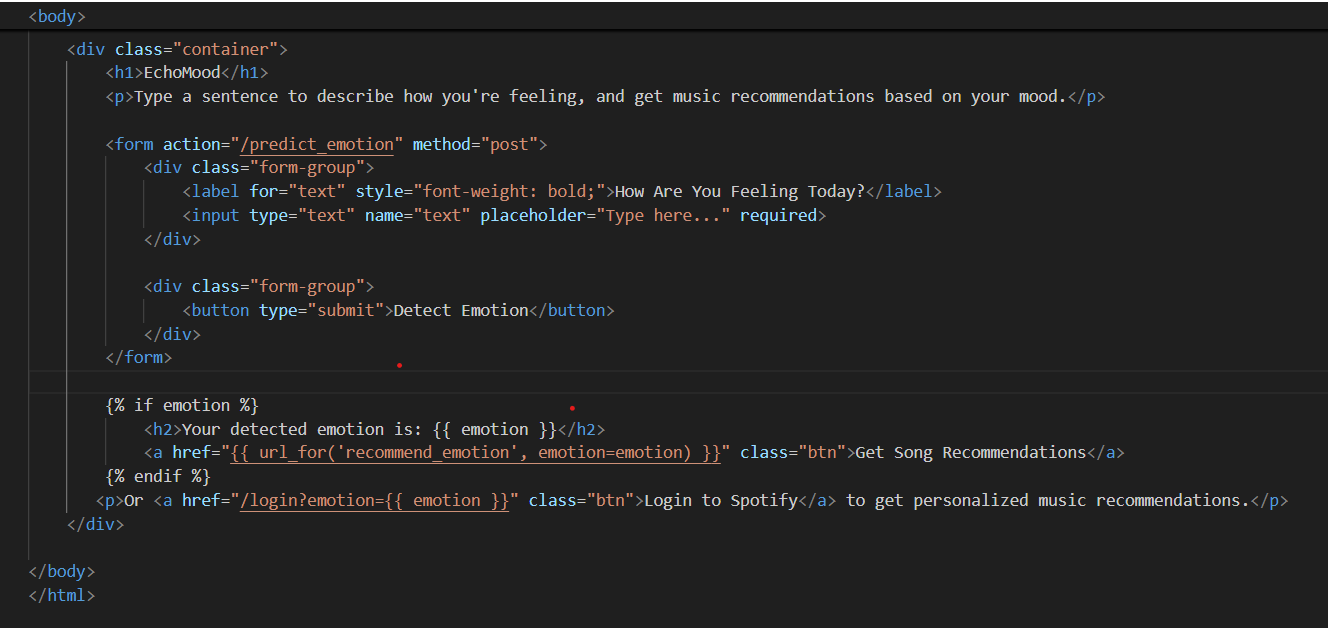 <body>
<div class="container">
<h1>EchoMood</h1>
<p>Type a sentence to describe how you're feeling, and get music recommendations based on your mood.</p>
<form action="/predict_emotion" method="post">
<div class="form-group">
<label for="text" style="font-weight: bold;">How Are You Feeling Today?</label>
<input type="text" name="text" placeholder="Type here..." required>
</div>
<div class="form-group">
<button type="submit">Detect Emotion</button>
</div>
</form>
{% if emotion %}
<h2>Your detected emotion is: {{ emotion }}</h2>
<a href="{{ url_for('recommend_emotion', emotion=emotion) }}" class="btn">Get Song Recommendations</a>
{% endif %}
<p>Or <a href="/login?emotion={{ emotion }}" class="btn">Login to Spotify</a> to get personalized music recommendations.</p>
</div>
</body>
</html>